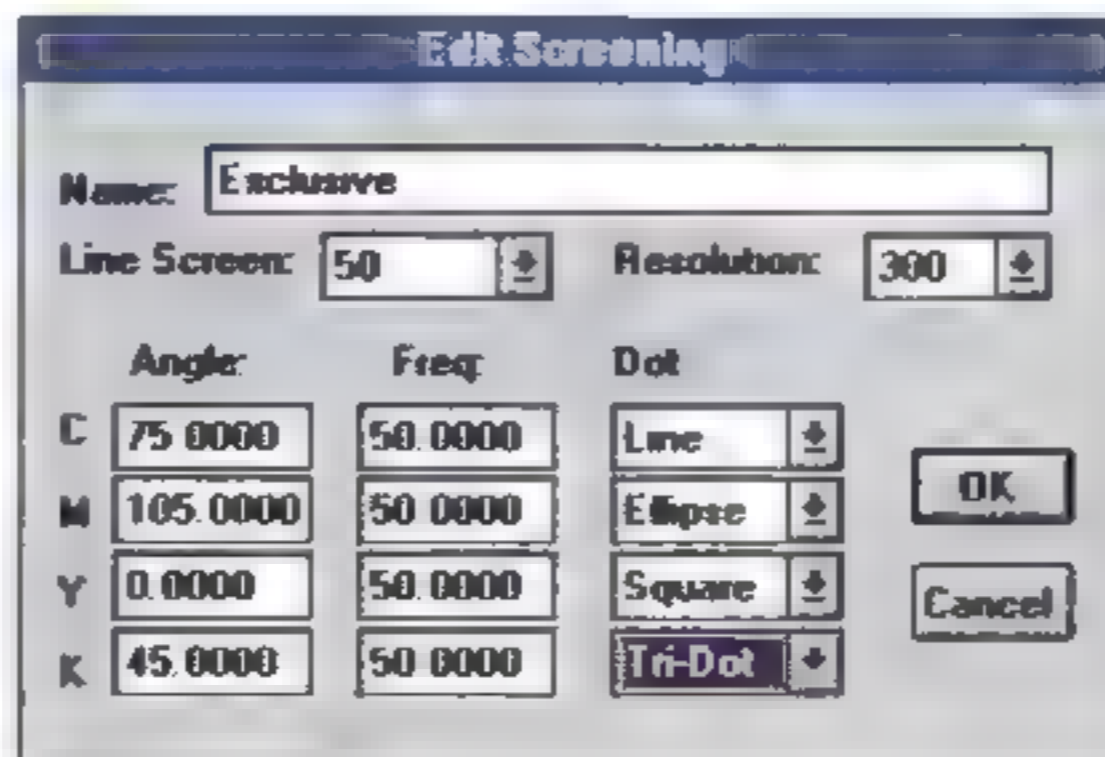 Edit Screening
Name: Exclusive
Line Screen: 50 Resolution: 300
Angle: Freq: Dot
C 75.0000 50.0000 Line
M 105.0000 50.0000 Ellipse
OK
Y 0.0000 50.0000 Square
Cancel
K 45.0000 50.0000 Tri-Dot